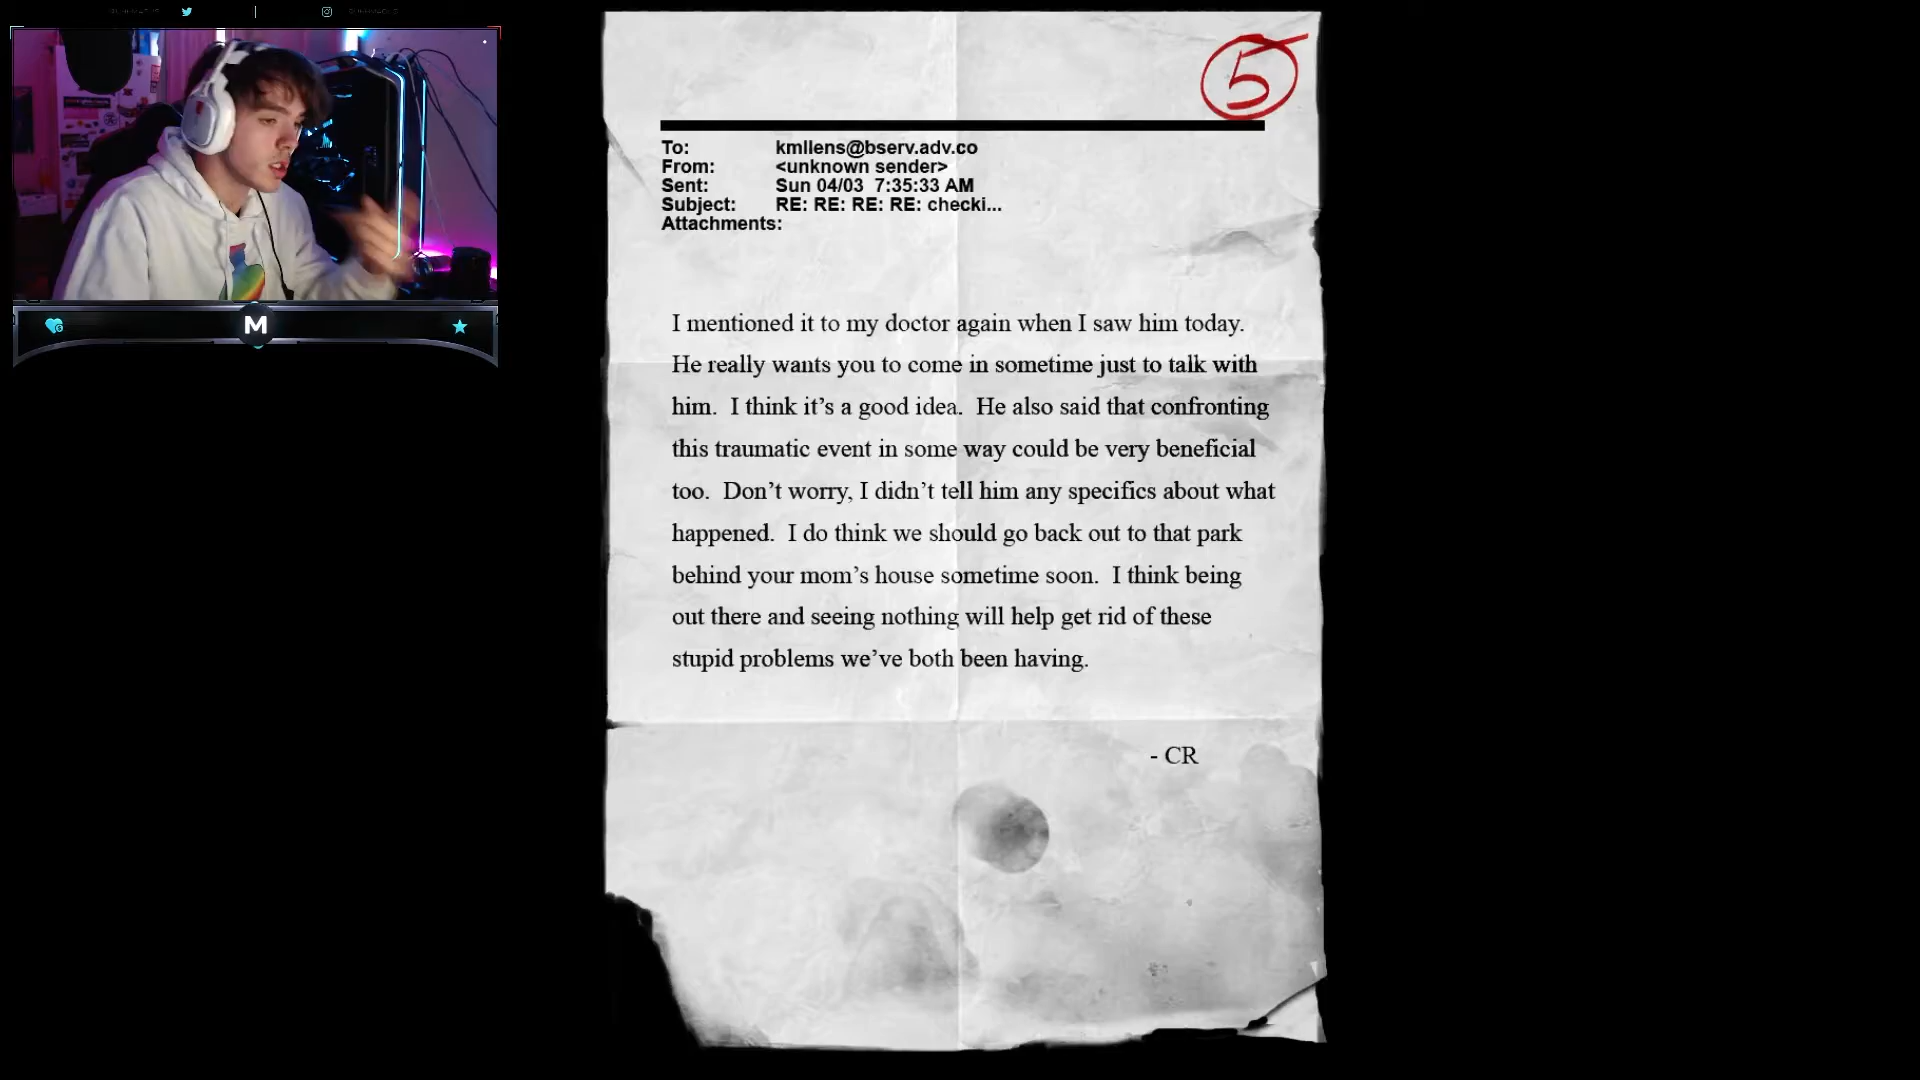 5
To: kmllens@bserv.adv.co
From: <unknown sender>
Sent: Sun 04/03 7:35:33 AM
Subject: RE: RE: RE: RE: checki...
Attachments:
I mentioned it to my doctor again when I saw him today.
He really wants you to come in sometime just to talk with
him. I think it’s a good idea. He also said that confronting
this traumatic event in some way could be very beneficial
too. Don’t worry, I didn’t tell him any specifics about what
happened. I do think we should go back out to that park
behind your mom’s house sometime soon. I think being
out there and seeing nothing will help get rid of these
stupid problems we’ve both been having.
- CR
M